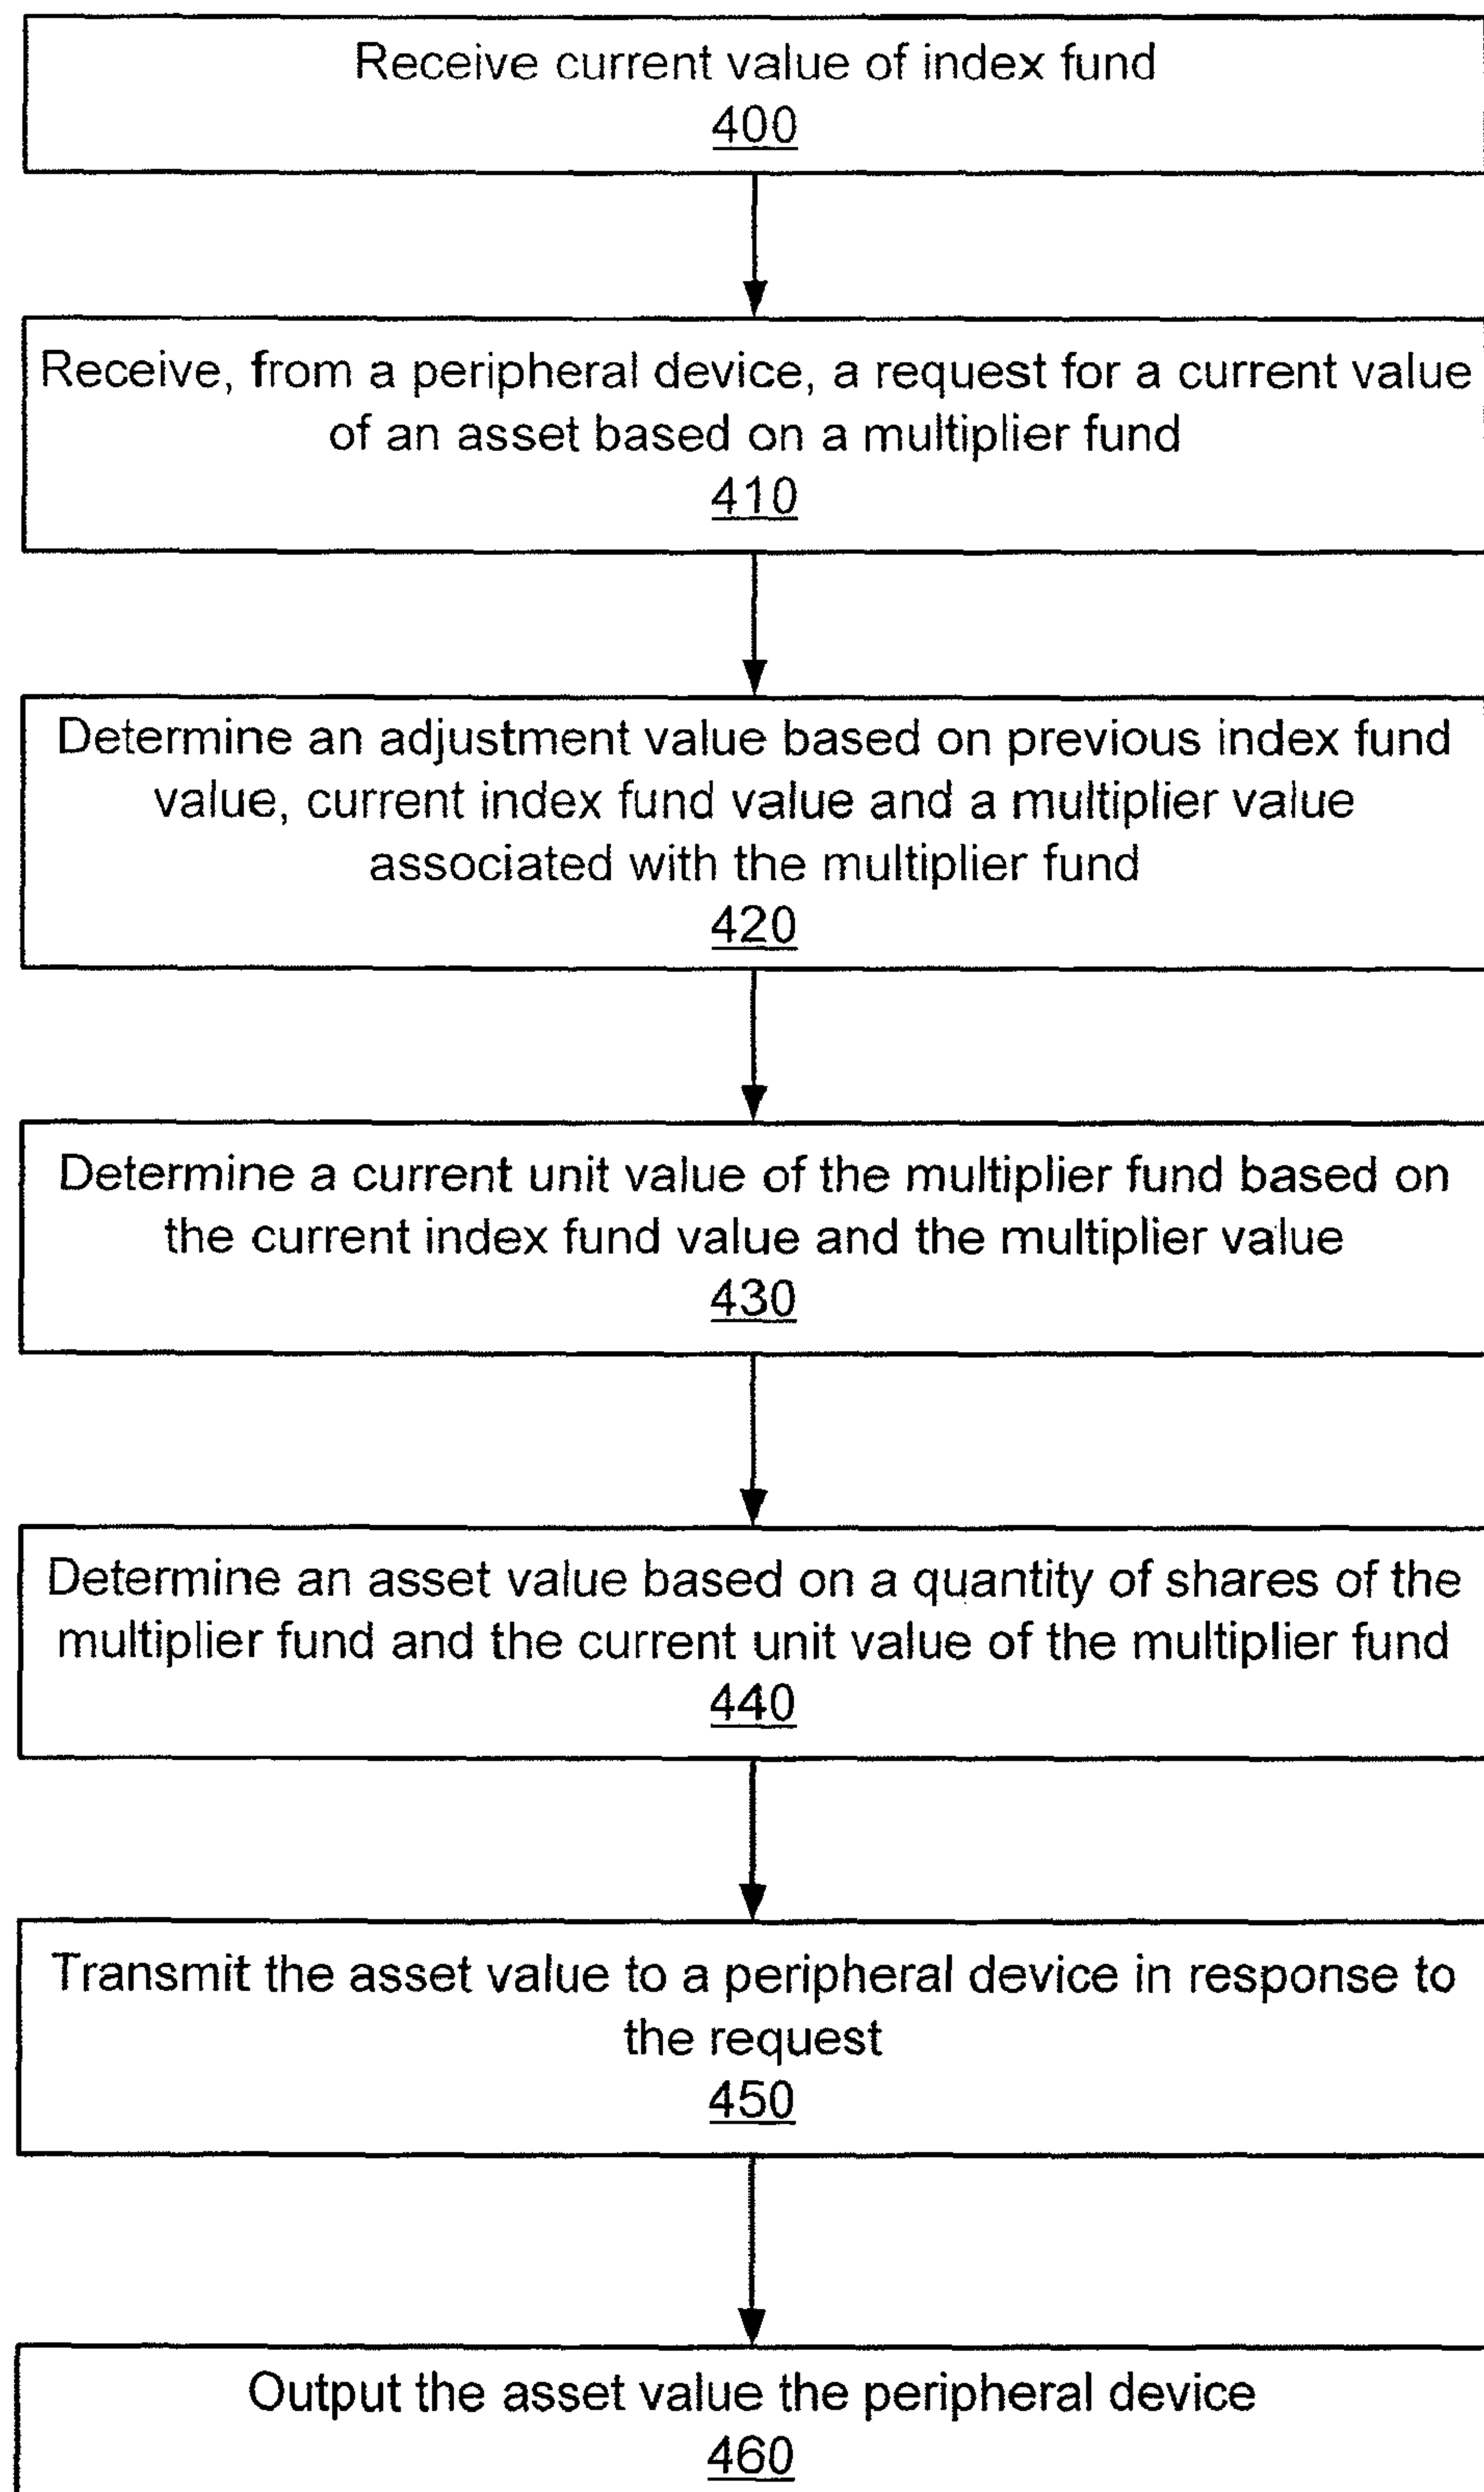 Receive current value of index fund
400
Receive, from a peripheral device, a request for a current value
of an asset based on a multiplier fund
410
Determine an adjustment value based on previous index fund
value, current index fund value and a multiplier value
associated with the multiplier fund
420
Determine a current unit value of the multiplier fund based on
the current index fund value and the multiplier value
430
Determine an asset value based on a quantity of shares of the
multiplier fund and the current unit value of the multiplier fund
440
Transmit the asset value to a peripheral device in response to
the request
450
Output the asset value the peripheral device
460